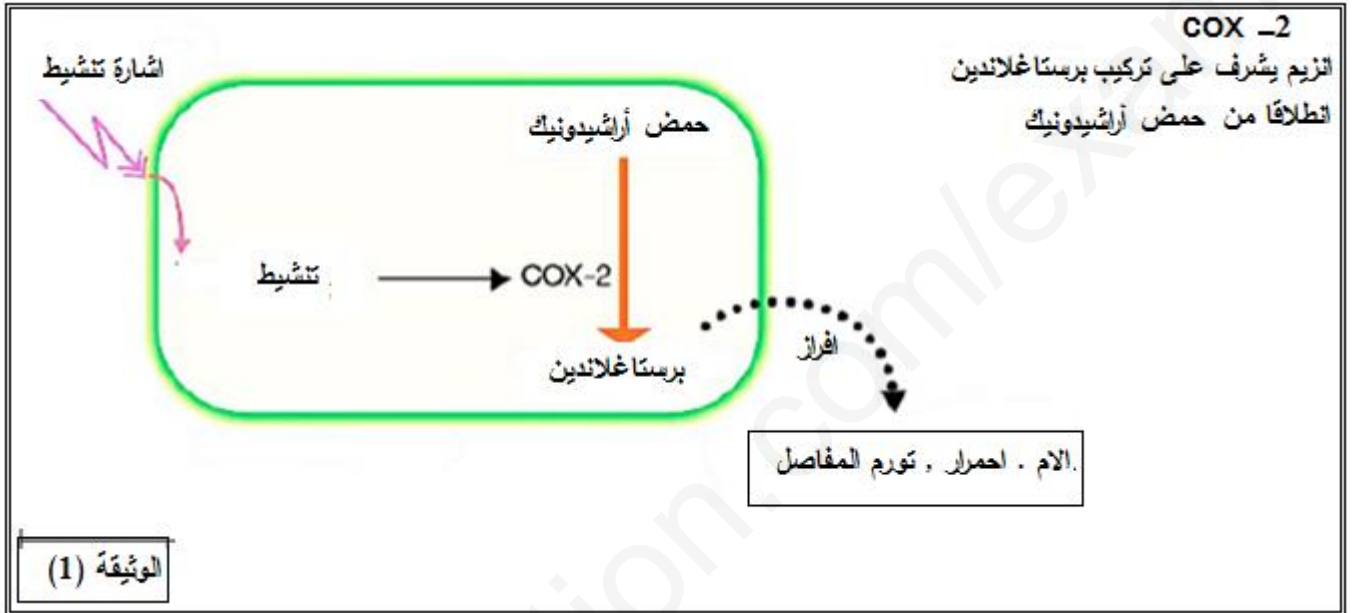 COX –2
انزيم يشرف على تركيب برستاغلاندين
انطلاقا من حمض أراشيدونيك
اشارة تنشيط
حمض أراشيدونيك
تنشيط
COX-2
برستاغلاندين
افراز
.الام . احمرار , تورم المفاصل
الوثيقة (1)